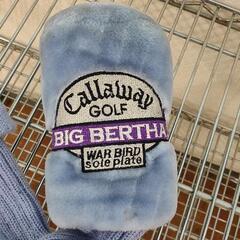 Callaway
GOLF
BIG BERTHA
WAR BIRD
sole plate